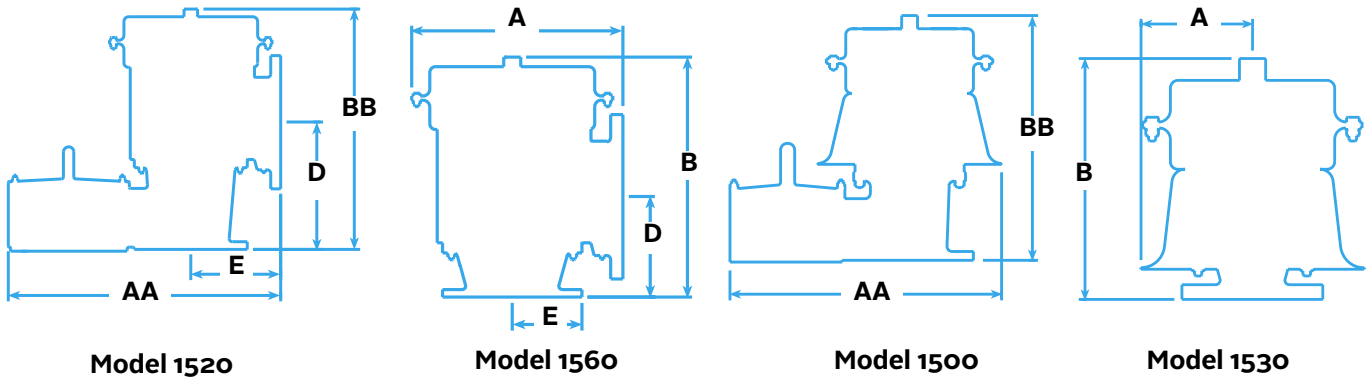 BB
D
E
AA
Model 1520
A
B
D
E
Model 1560
BB
AA
Model 1500
A
B
Model 1530